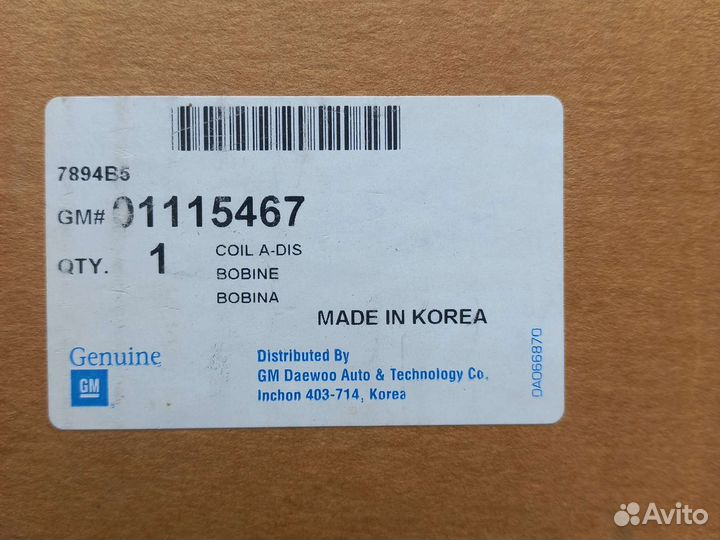 7894B5
GM# 01115467
QTY. 1 COIL A-DIS
BOBINE
BOBINA
MADE IN KOREA
Genuine
GM
Distributed By
GM Daewoo Auto & Technology Co.
Inchon 403-714, Korea
0A066870
Avito